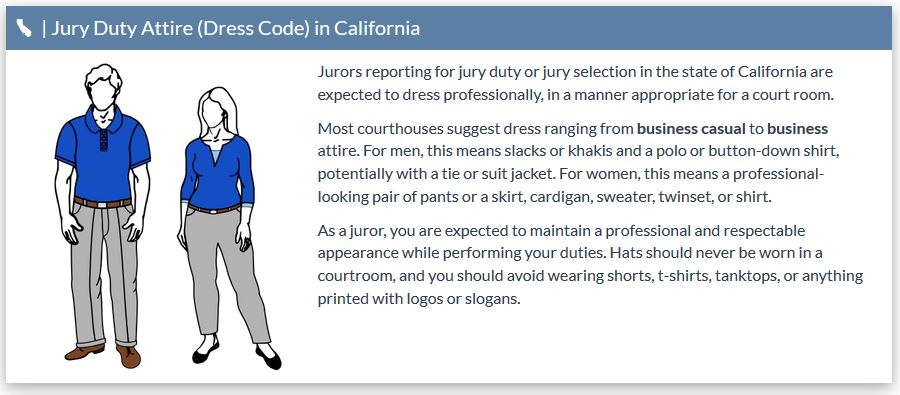 | Jury Duty Attire (Dress Code) in California
Jurors reporting for jury duty or jury selection in the state of California are
expected to dress professionally, in a manner appropriate for a court room.
Most courthouses suggest dress ranging from business casual to business
attire. For men, this means slacks or khakis and a polo or button-down shirt,
potentially with a tie or suit jacket. For women, this means a professional-
looking pair of pants or a skirt, cardigan, sweater, twinset, or shirt.
As a juror, you are expected to maintain a professional and respectable
appearance while performing your duties. Hats should never be worn in a
courtroom, and you should avoid wearing shorts, t-shirts, tanktops, or anything
printed with logos or slogans.